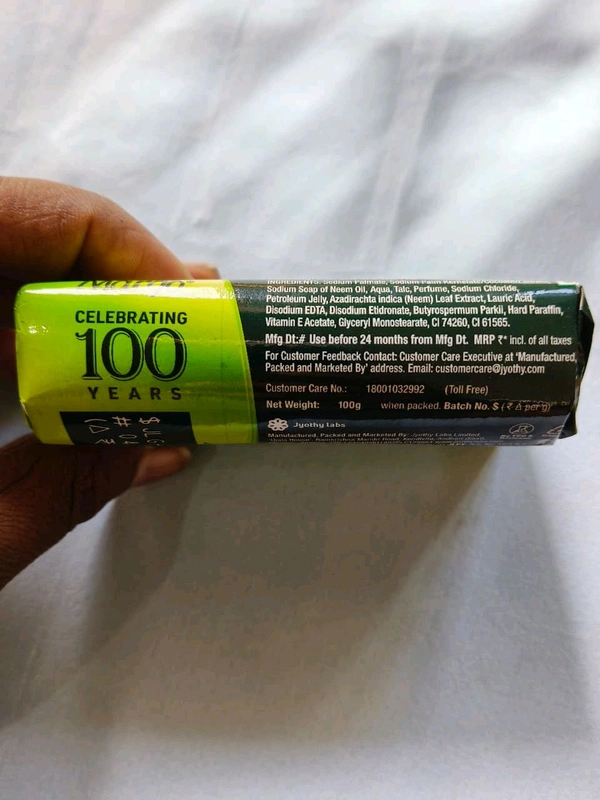 Margo
CELEBRATING
100
YEARS
INGREDIENTS: Sodium Palmate, Sodium Palm Kernelate/
Sodium Soap of Neem Oil, Aqua, Talc, Perfume, Sodium Chloride,
Petroleum Jelly, Azadirachta indica (Neem) Leaf Extract, Lauric Acid,
Disodium EDTA, Disodium Etidronate, Butyrospermum Parkii, Hard Paraffin,
Vitamin E Acetate, Glyceryl Monostearate, CI 74260, CI 61565.
Mfg Dt:# Use before 24 months from Mfg Dt. MRP ₹* incl. of all taxes
For Customer Feedback Contact: Customer Care Executive at 'Manufactured,
Packed and Marketed By' address. Email: customercare@jyothy.com
Customer Care No.: 18001032992 (Toll Free)
Net Weight: 100g when packed. Batch No. $ (₹ Δ per g)
Jyothy labs
Manufactured, Packed and Marketed By: Jyothy Labs Limited,